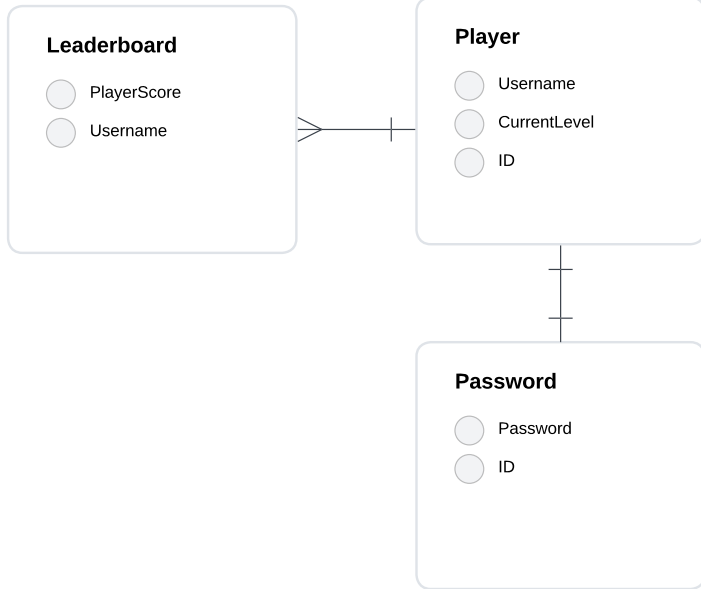 Leaderboard
PlayerScore
Username
Player
Username
CurrentLevel
ID
Password
Password
ID